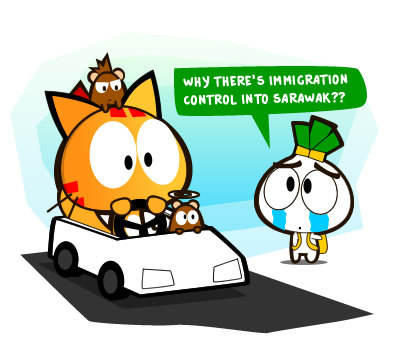 WHY THERE'S IMMIGRATION
CONTROL INTO SARAWAK??